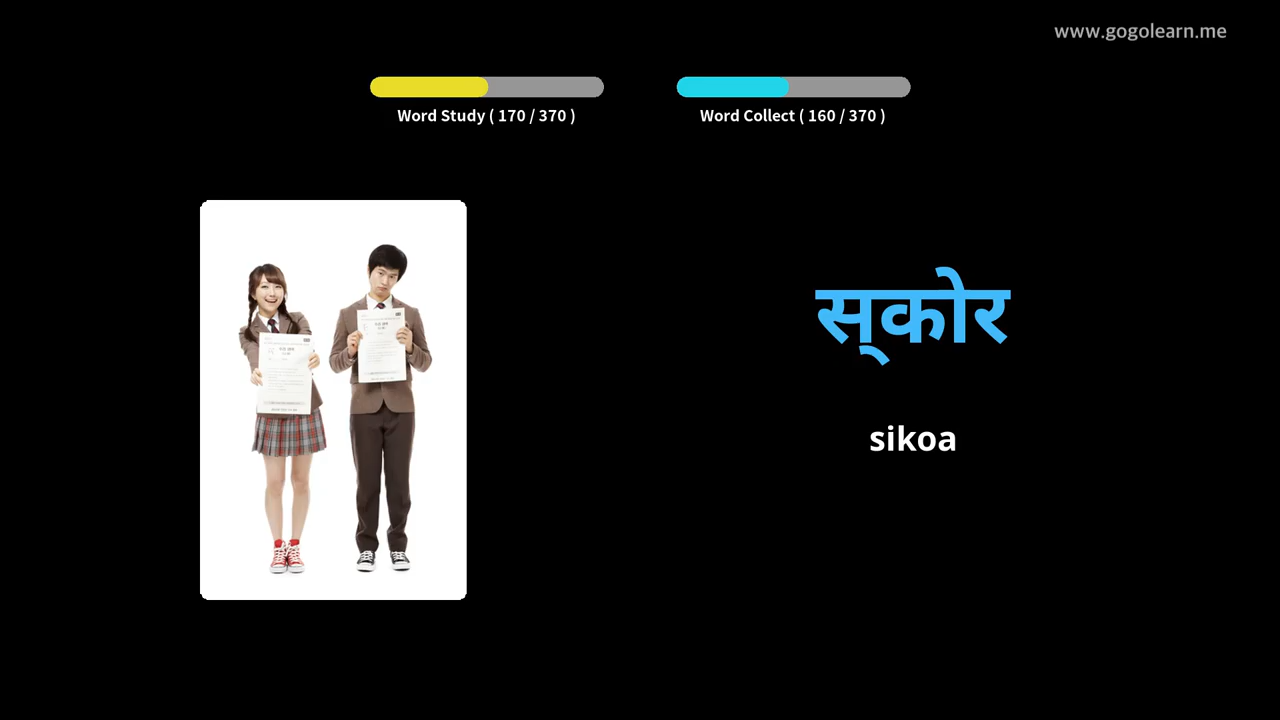 www.gogolearn.me
Word Study ( 170 / 370 )
Word Collect ( 160 / 370 )
स्‌कोर
sikoa